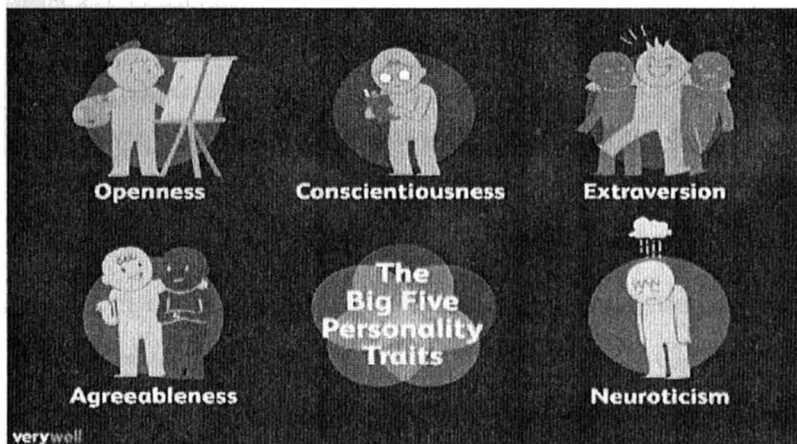 Openness
Conscientiousness
Extraversion
Agreeableness
The
Big Five
Personality
Traits
Neuroticism
verywell